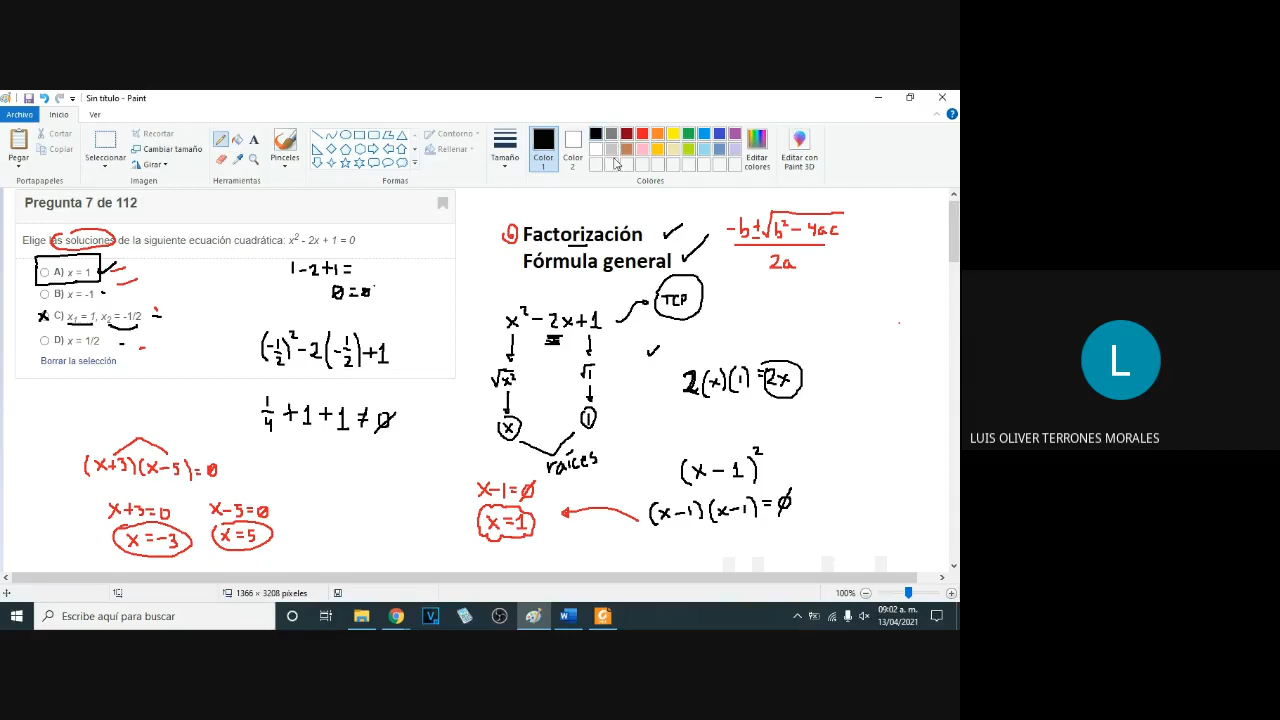 Sin título - Paint
Archivo Inicio Ver
Pegar
Cortar
Copiar
Portapapeles
Seleccionar
Recortar
Cambiar tamaño
Girar
Imagen
A
Herramientas
Pinceles
Contorno
Rellenar
Formas
Tamaño
Color 1
Color 2
Editar colores
Colores
Editar con Paint 3D
Pregunta 7 de 112
Elige las soluciones de la siguiente ecuación cuadrática: x² - 2x + 1 = 0
A) x = 1
B) x = -1
C) x₁ = 1, x₂ = -1/2
D) x = 1/2
Borrar la selección
1-2+1=
0=0
(-1/2)²-2(-1/2)+1
1/4+1+1≠0
(x+3)(x-5)=0
x+3=0 x-5=0
x=-3 x=5
6 Factorización
Fórmula general
-b±√b²-4ac
2a
x²-2x+1
TCP
√x² √1
x 1
raíces
2(x)(1)=2x
(x-1)²
(x-1)(x-1)=0
x-1=0
x=1
1366 × 3208 píxeles
100%
Escribe aquí para buscar
09:02 a. m.
13/04/2021
L
LUIS OLIVER TERRONES MORALES